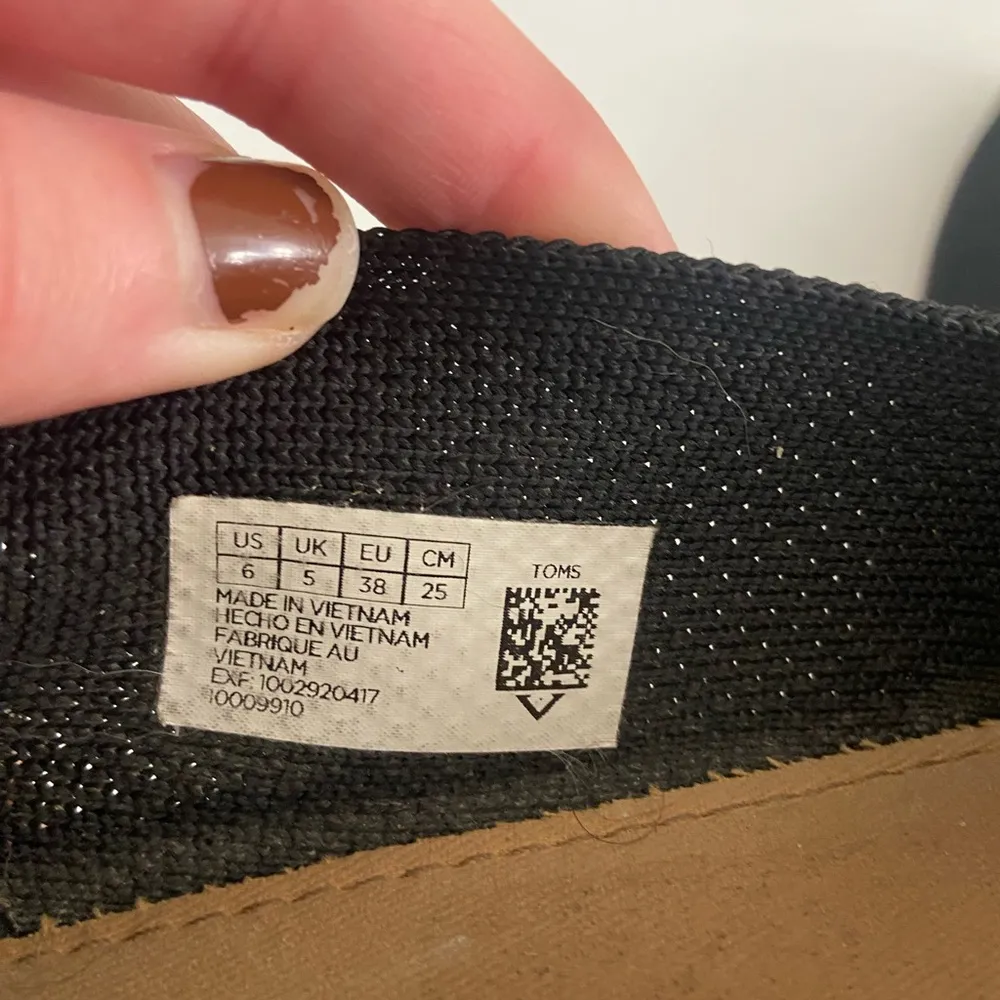 US UK EU CM
6 5 38 25
MADE IN VIETNAM
HECHO EN VIETNAM
FABRIQUE AU
VIETNAM
EXF: 1002920417
10009910
TOMS